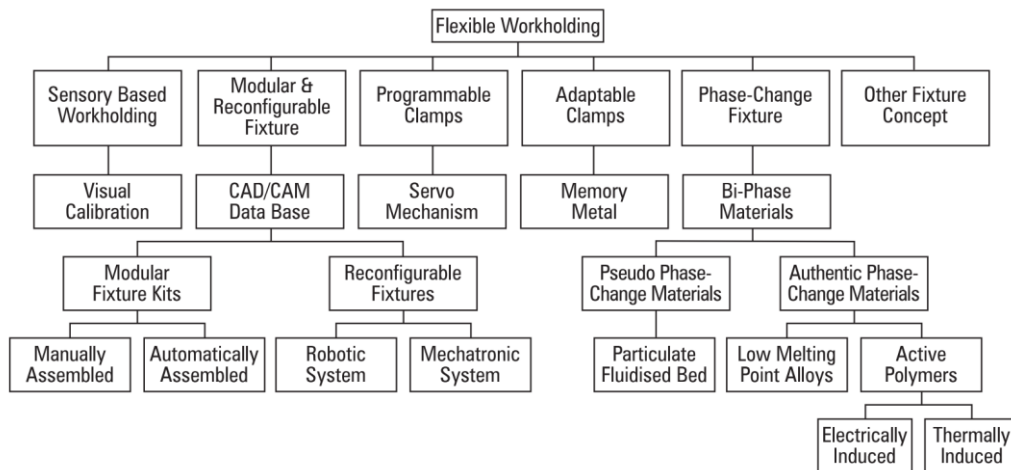 Flexible Workholding
Sensory Based
Workholding
Modular &
Reconfigurable
Fixture
Programmable
Clamps
Adaptable
Clamps
Phase-Change
Fixture
Other Fixture
Concept
Visual
Calibration
CAD/CAM
Data Base
Servo
Mechanism
Memory
Metal
Bi-Phase
Materials
Modular
Fixture Kits
Reconfigurable
Fixtures
Pseudo Phase-
Change Materials
Authentic Phase-
Change Materials
Manually
Assembled
Automatically
Assembled
Robotic
System
Mechatronic
System
Particulate
Fluidised Bed
Low Melting
Point Alloys
Active
Polymers
Electrically
Induced
Thermally
Induced